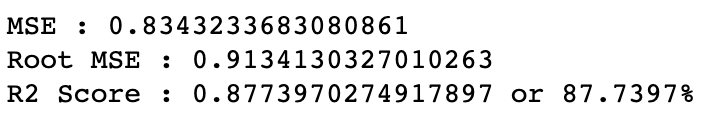 MSE : 0.8343233683080861
Root MSE : 0.9134130327010263
R2 Score : 0.8773970274917897 or 87.7397%